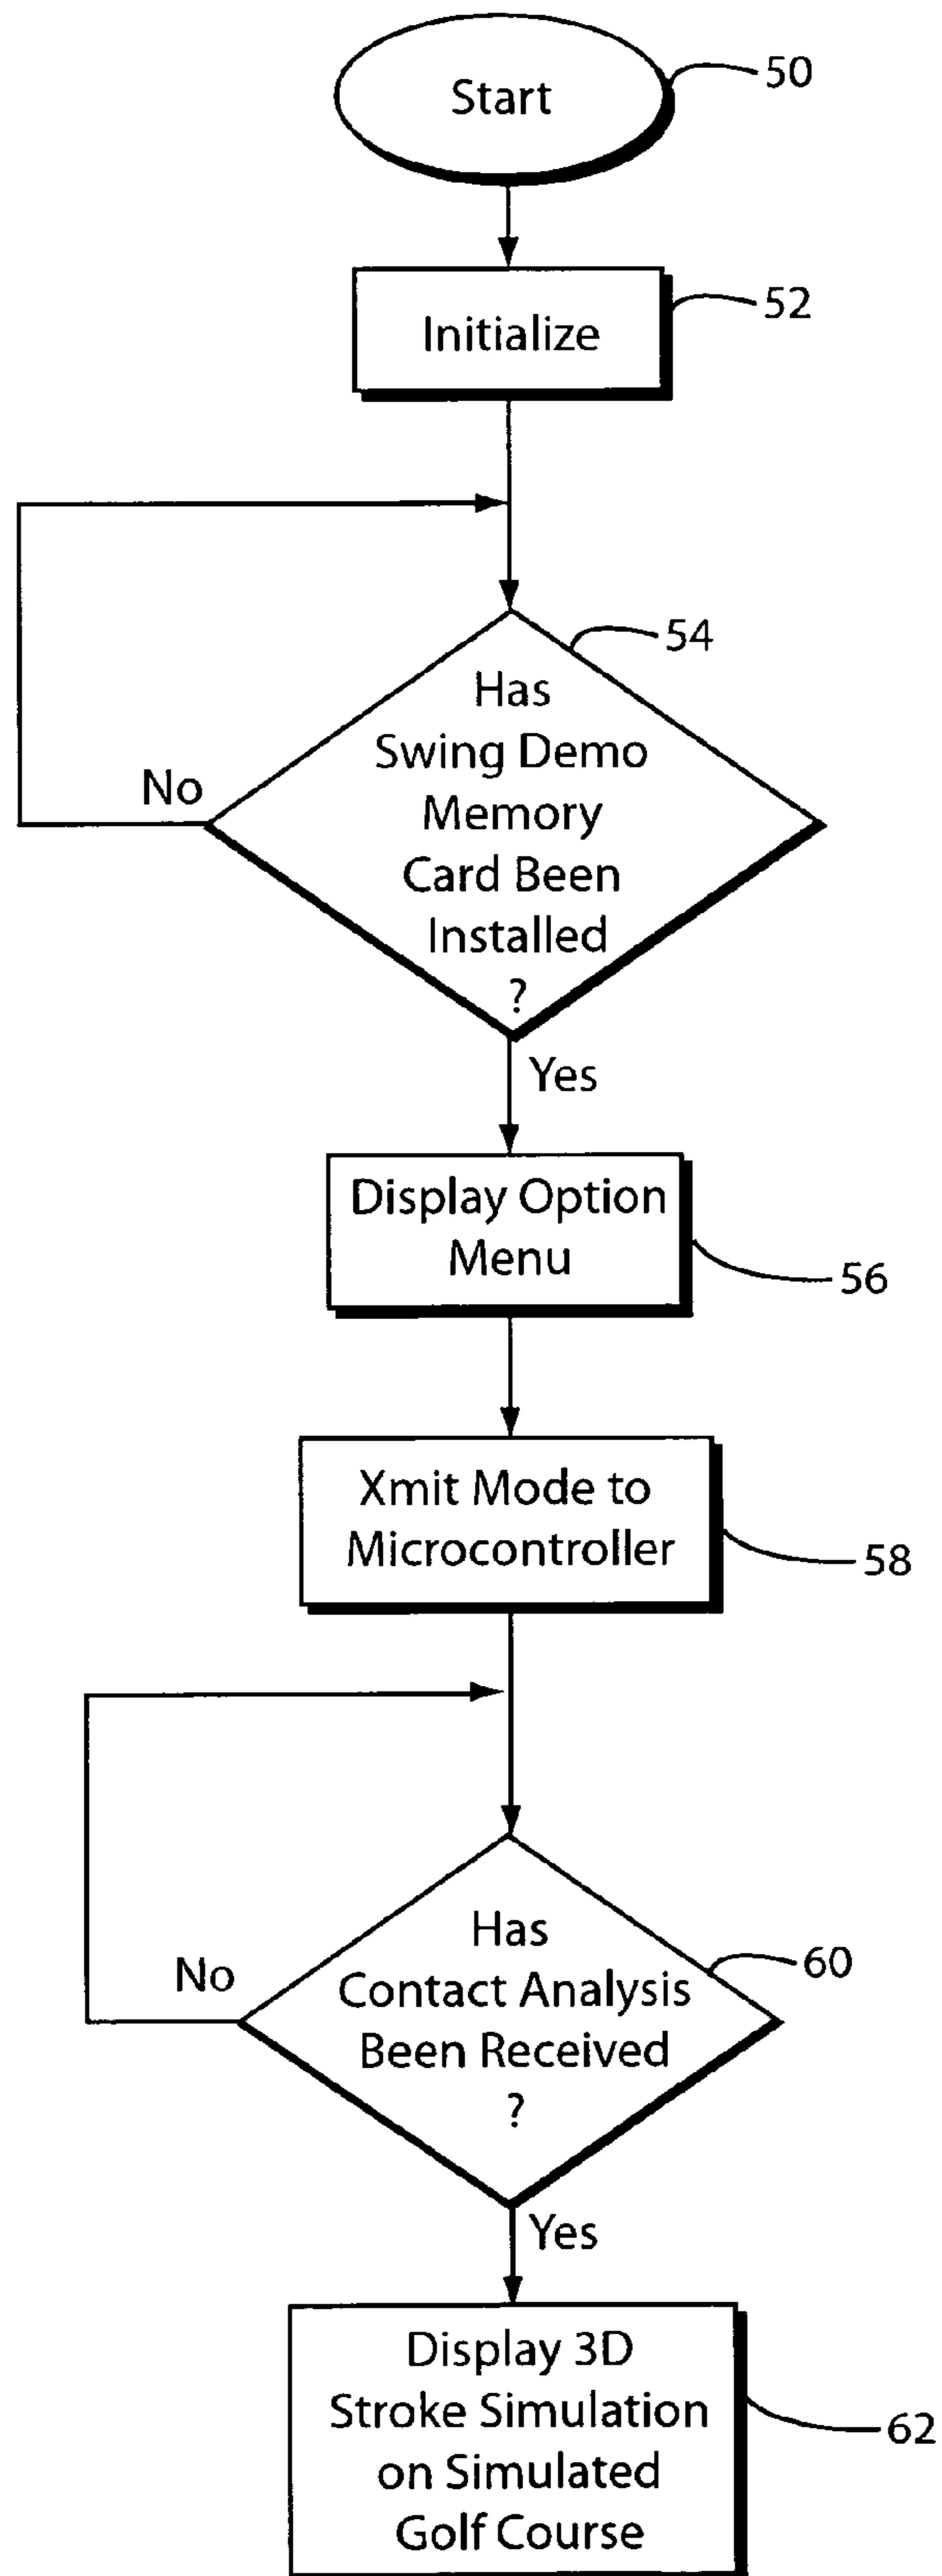 Start
50
Initialize
52
54
Has
Swing Demo
Memory
Card Been
Installed
?
No
Yes
Display Option
Menu
56
Xmit Mode to
Microcontroller
58
Has
Contact Analysis
Been Received
?
60
No
Yes
Display 3D
Stroke Simulation
on Simulated
Golf Course
62